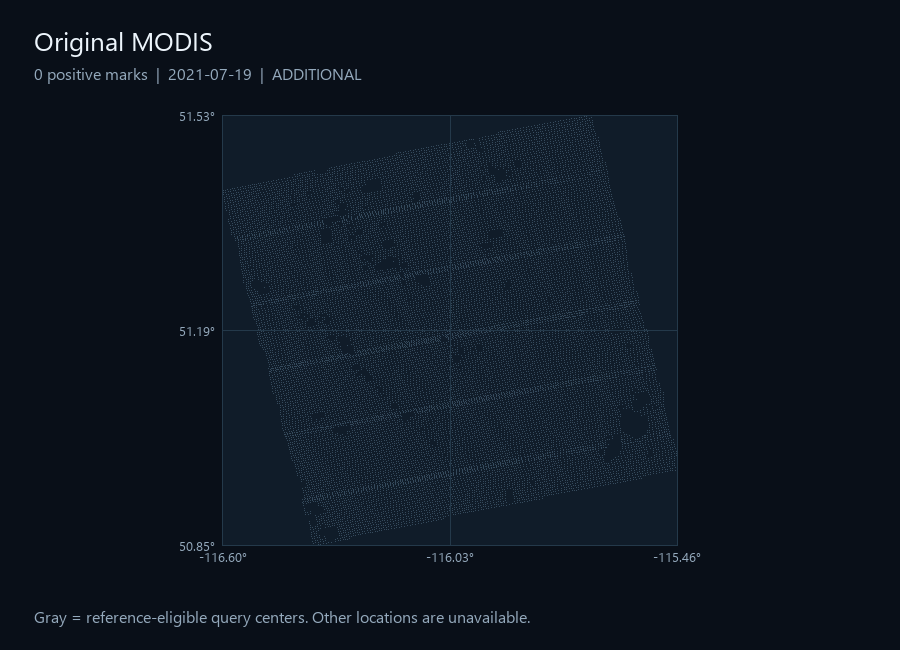 Original MODIS
0 positive marks | 2021-07-19 | ADDITIONAL
51.53°
51.19°
50.85°
-116.60°
-116.03°
-115.46°
Gray = reference-eligible query centers. Other locations are unavailable.